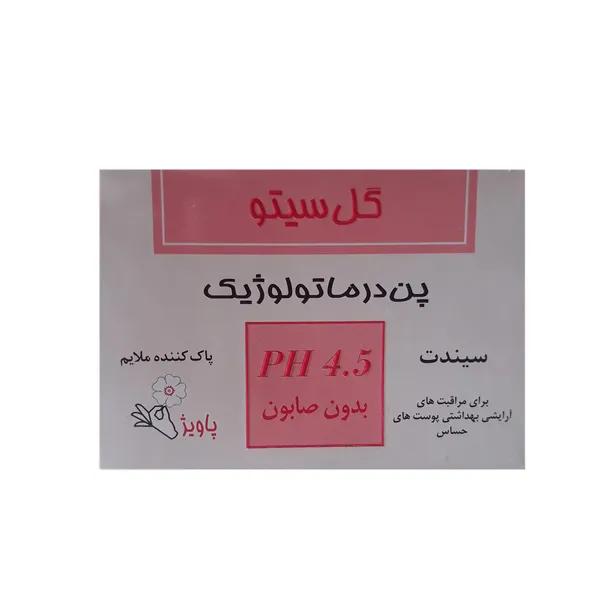 گل سیتو
پن درماتولوژیک
سیندت
برای مراقبت های
آرایشی بهداشتی پوست های
حساس
PH 4.5
بدون صابون
پاک کننده ملایم
پاویژ